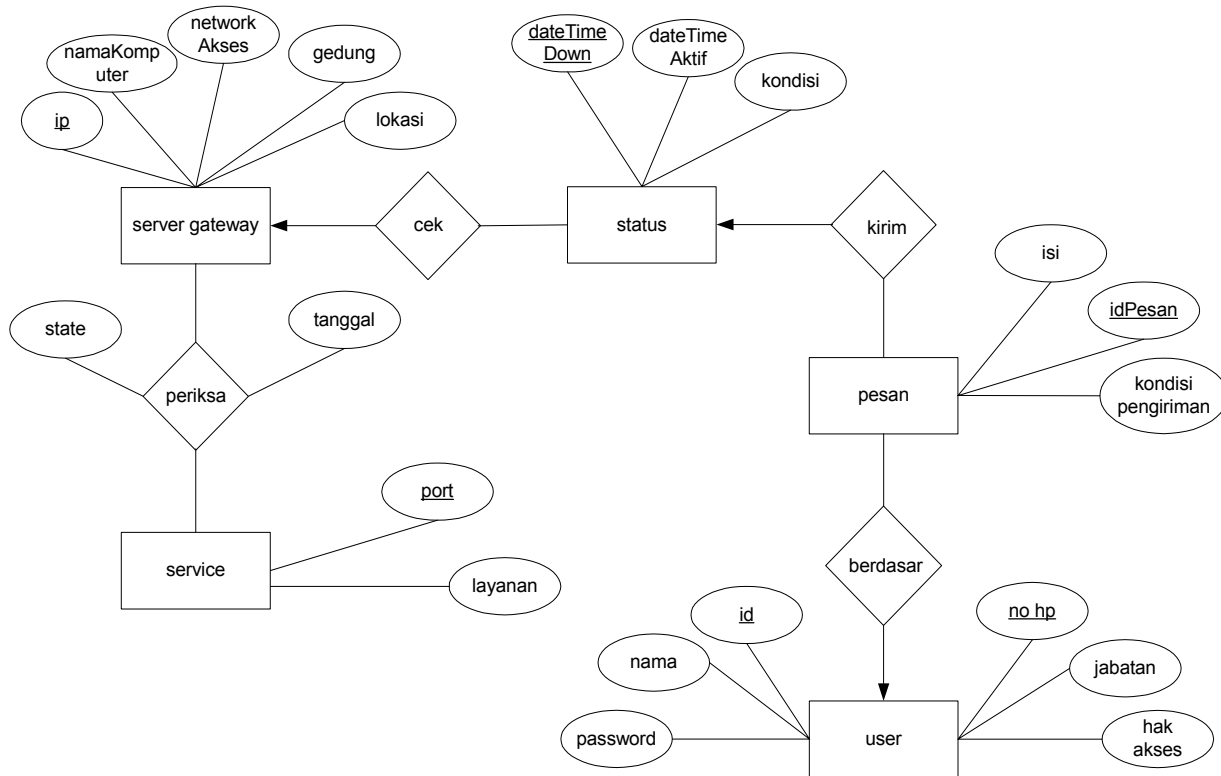 network
Akses
namaKomp
uter
gedung
ip
lokasi
dateTime
Down
dateTime
Aktif
kondisi
server gateway
cek
status
kirim
isi
state
tanggal
idPesan
periksa
pesan
kondisi
pengiriman
port
service
layanan
berdasar
id
no hp
nama
jabatan
password
user
hak
akses